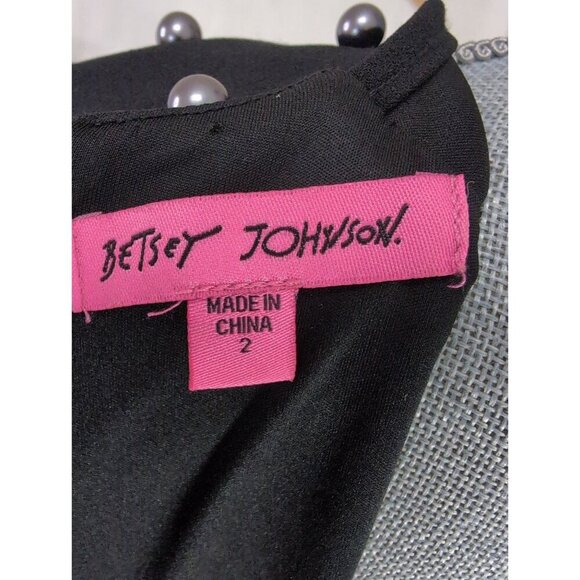 BETSEY JOHNSON.
MADE IN
CHINA
2